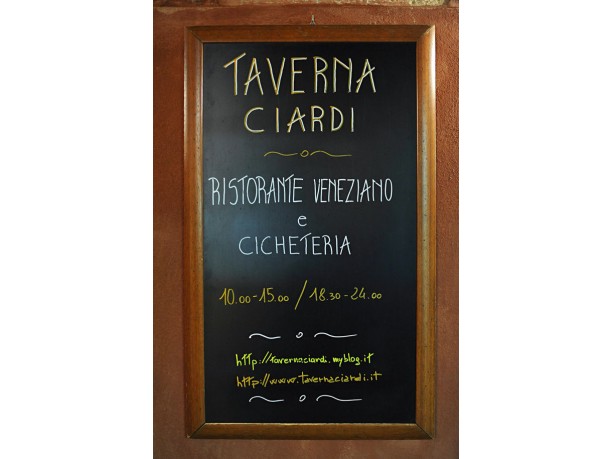 TAVERNA
CIARDI
RISTORANTE VENEZIANO
e
CICHETERIA
10.00-15.00 / 18.30-24.00
http://tavernaciardi.myblog.it
http://www.tavernaciardi.it